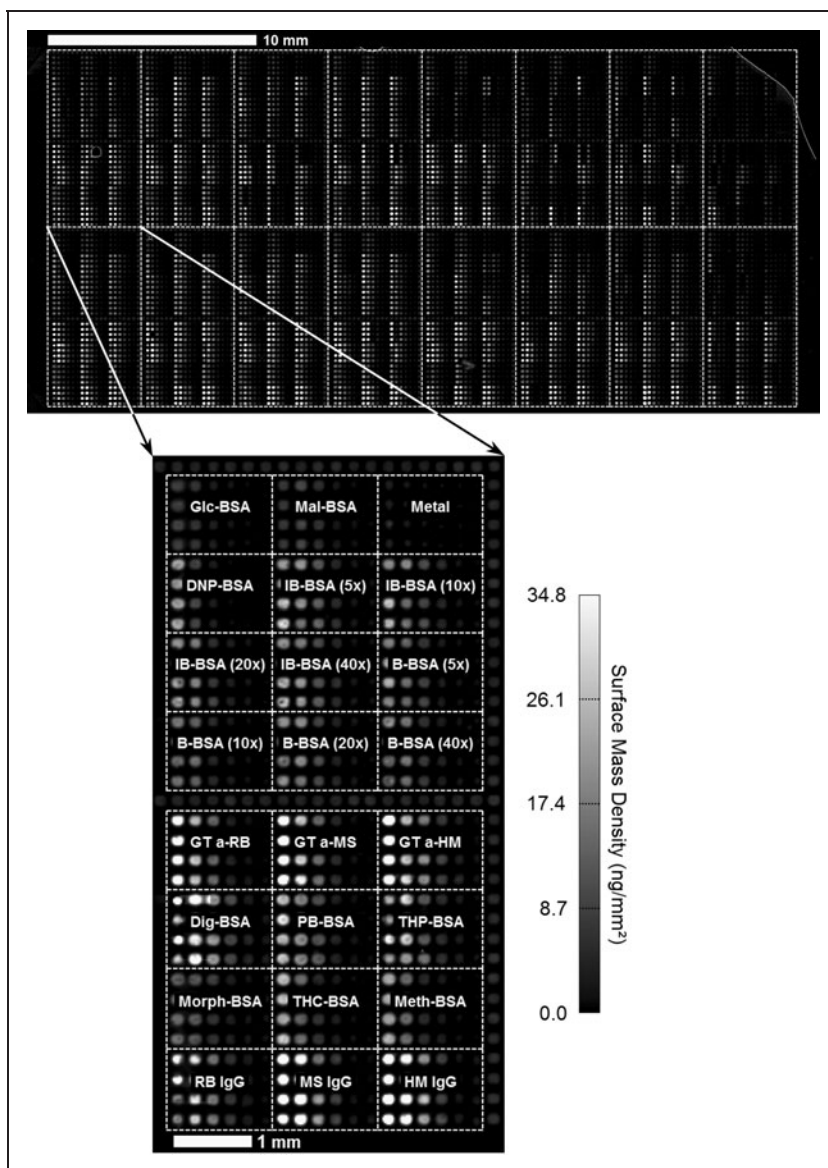 10 mm
Glc-BSA Mal-BSA Metal
DNP-BSA IB-BSA (5x) IB-BSA (10x)
IB-BSA (20x) IB-BSA (40x) B-BSA (5x)
B-BSA (10x) B-BSA (20x) B-BSA (40x)
GT a-RB GT a-MS GT a-HM
Dig-BSA PB-BSA THP-BSA
Morph-BSA THC-BSA Meth-BSA
RB IgG MS IgG HM IgG
1 mm
34.8
26.1
17.4
8.7
0.0
Surface Mass Density (ng/mm²)